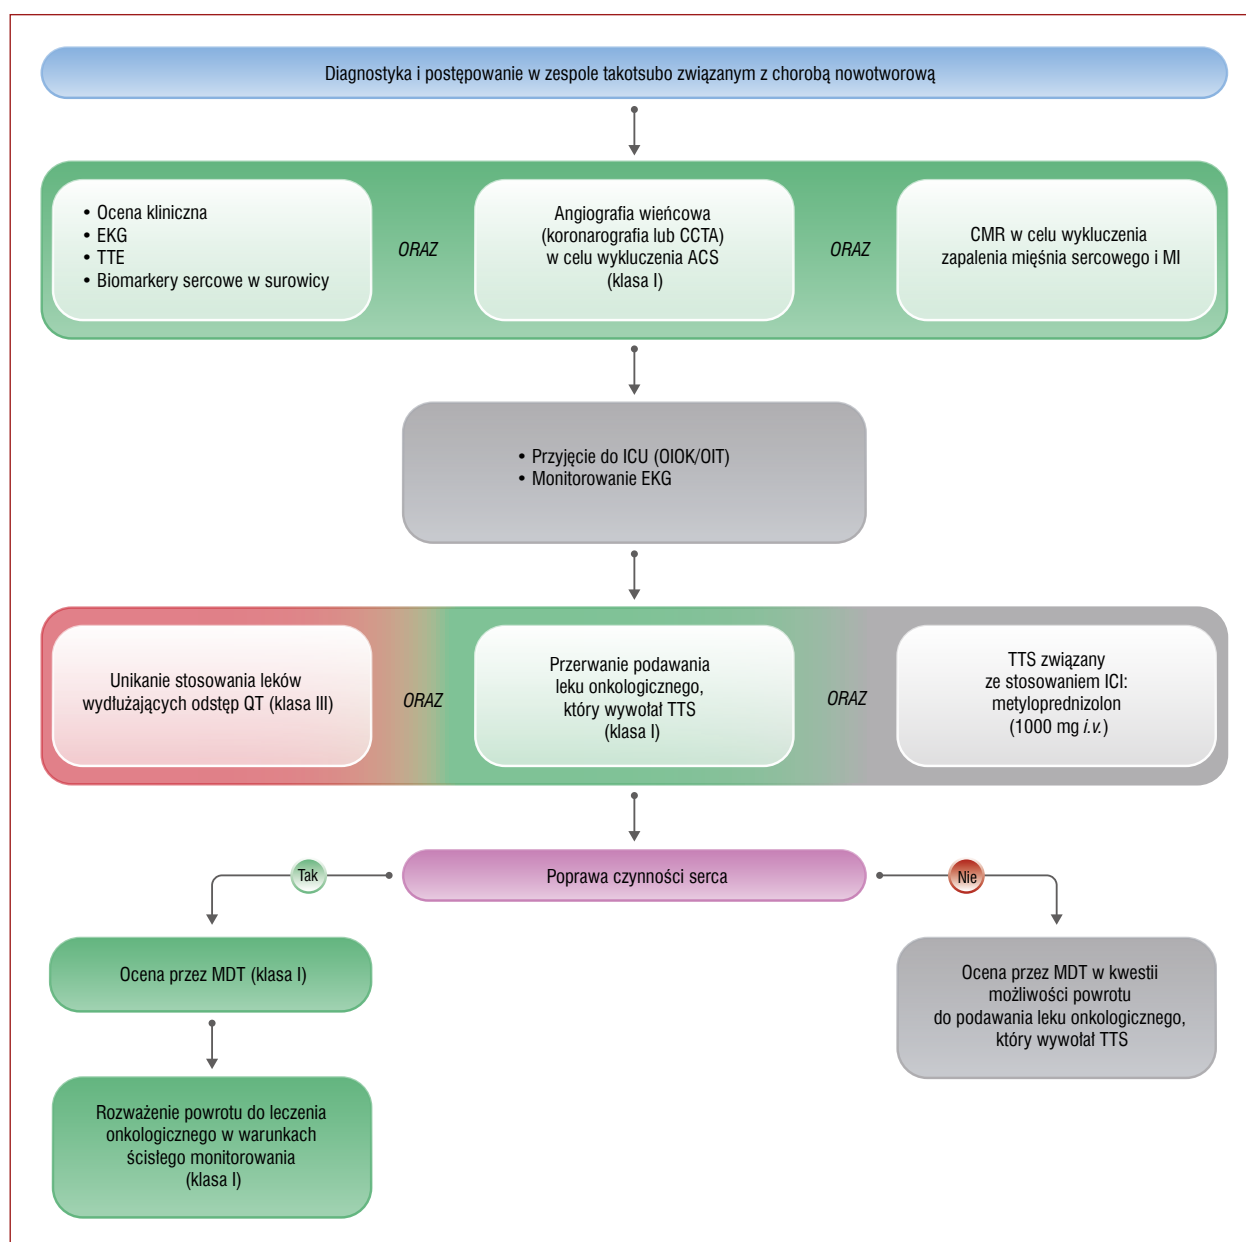 Diagnostyka i postępowanie w zespole takotsubo związanym z chorobą nowotworową
• Ocena kliniczna
• EKG
• TTE
• Biomarkery sercowe w surowicy
ORAZ
Angiografia wieńcowa
(koronarografia lub CCTA)
w celu wykluczenia ACS
(klasa I)
ORAZ
CMR w celu wykluczenia
zapalenia mięśnia sercowego i MI
• Przyjęcie do ICU (OIOK/OIT)
• Monitorowanie EKG
Unikanie stosowania leków
wydłużających odstęp QT (klasa III)
ORAZ
Przerwanie podawania
leku onkologicznego,
który wywołał TTS
(klasa I)
ORAZ
TTS związany
ze stosowaniem ICI:
metyloprednizolon
(1000 mg i.v.)
Poprawa czynności serca
Tak
Nie
Ocena przez MDT (klasa I)
Rozważenie powrotu do leczenia
onkologicznego w warunkach
ścisłego monitorowania
(klasa I)
Ocena przez MDT w kwestii
możliwości powrotu
do podawania leku onkologicznego,
który wywołał TTS